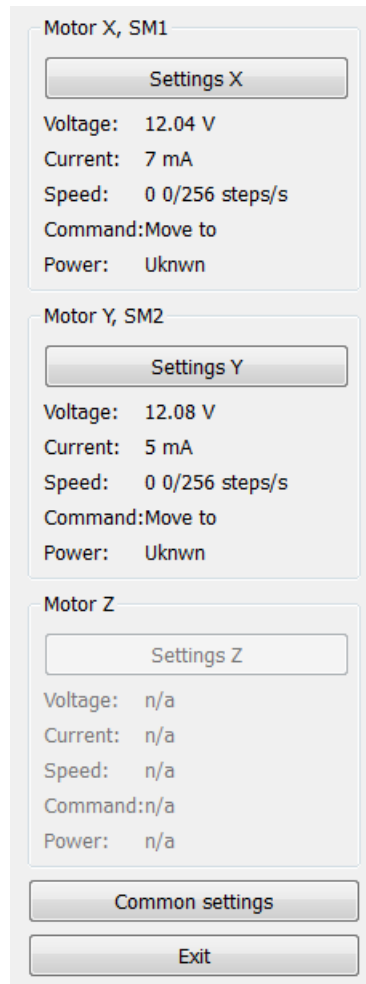 Motor X, SM1
Settings X
Voltage: 12.04 V
Current: 7 mA
Speed: 0 0/256 steps/s
Command:Move to
Power: Uknwn
Motor Y, SM2
Settings Y
Voltage: 12.08 V
Current: 5 mA
Speed: 0 0/256 steps/s
Command:Move to
Power: Uknwn
Motor Z
Settings Z
Voltage: n/a
Current: n/a
Speed: n/a
Command:n/a
Power: n/a
Common settings
Exit